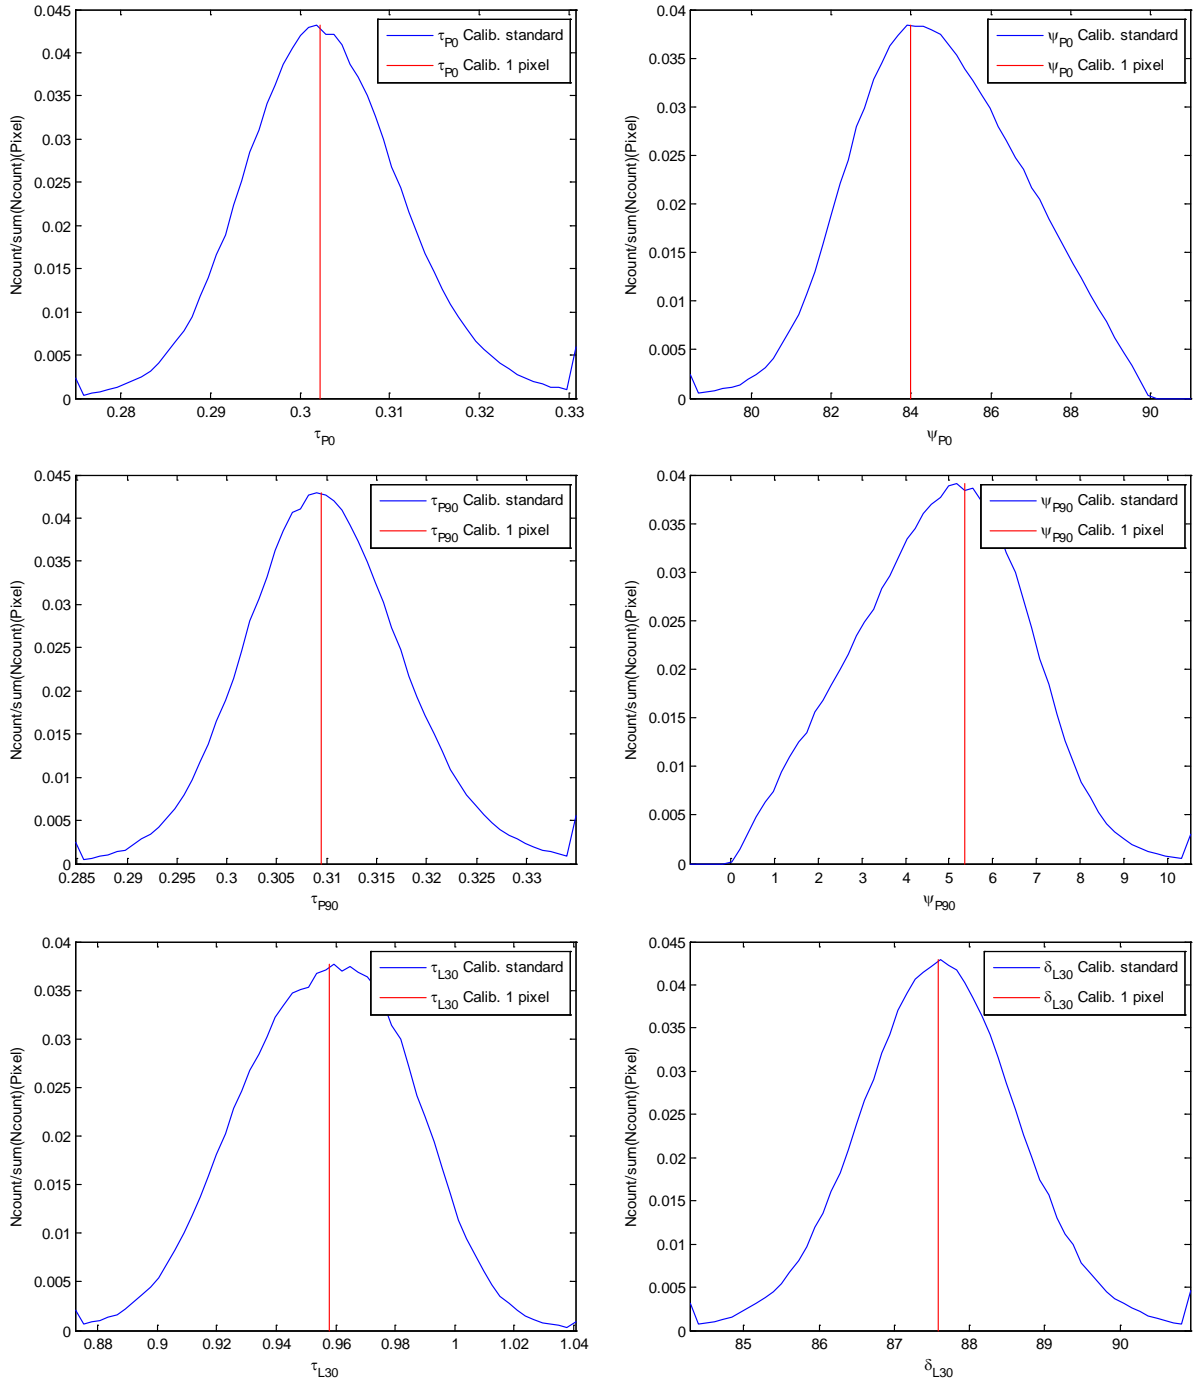 0.045
0.04
0.035
0.03
0.025
0.02
0.015
0.01
0.005
0
Ncount/sum(Ncount)(Pixel)
τP0 Calib. standard
τP0 Calib. 1 pixel
0.28 0.29 0.3 0.31 0.32 0.33
τP0
0.04
0.035
0.03
0.025
0.02
0.015
0.01
0.005
0
Ncount/sum(Ncount)(Pixel)
ψP0 Calib. standard
ψP0 Calib. 1 pixel
80 82 84 86 88 90
ψP0
0.045
0.04
0.035
0.03
0.025
0.02
0.015
0.01
0.005
0
Ncount/sum(Ncount)(Pixel)
τP90 Calib. standard
τP90 Calib. 1 pixel
0.285 0.29 0.295 0.3 0.305 0.31 0.315 0.32 0.325 0.33
τP90
0.04
0.035
0.03
0.025
0.02
0.015
0.01
0.005
0
Ncount/sum(Ncount)(Pixel)
ψP90 Calib. standard
ψP90 Calib. 1 pixel
0 1 2 3 4 5 6 7 8 9 10
ψP90
0.04
0.035
0.03
0.025
0.02
0.015
0.01
0.005
0
Ncount/sum(Ncount)(Pixel)
τL30 Calib. standard
τL30 Calib. 1 pixel
0.88 0.9 0.92 0.94 0.96 0.98 1 1.02 1.04
τL30
0.045
0.04
0.035
0.03
0.025
0.02
0.015
0.01
0.005
0
Ncount/sum(Ncount)(Pixel)
δL30 Calib. standard
δL30 Calib. 1 pixel
85 86 87 88 89 90
δL30